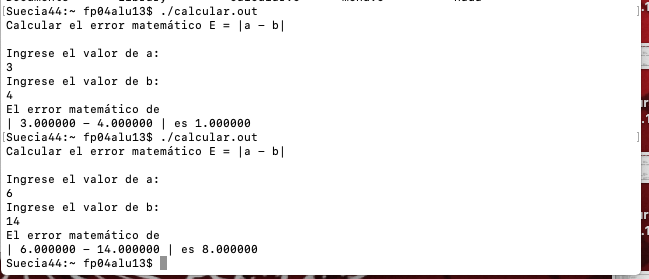 [Suecia44:~ fp04alu13$ ./calcular.out ]
Calcular el error matemático E = |a - b|
Ingrese el valor de a:
3
Ingrese el valor de b:
4
El error matemático de
| 3.000000 - 4.000000 | es 1.000000
[Suecia44:~ fp04alu13$ ./calcular.out ]
Calcular el error matemático E = |a - b|
Ingrese el valor de a:
6
Ingrese el valor de b:
14
El error matemático de
| 6.000000 - 14.000000 | es 8.000000
Suecia44:~ fp04alu13$